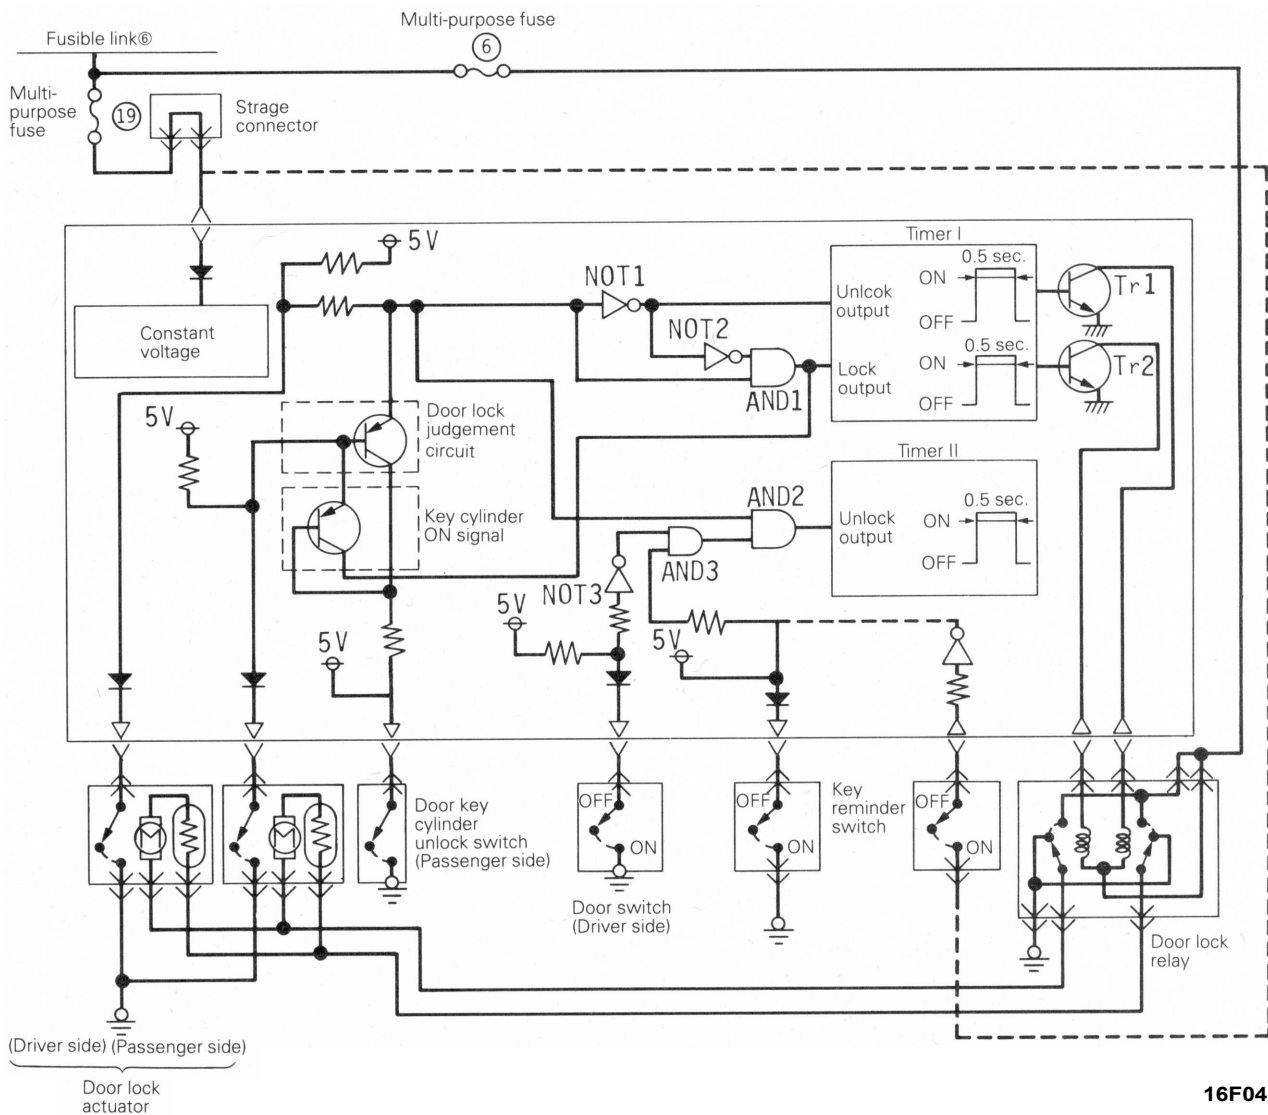 Fusible link⑥
Multi-purpose fuse
6
Multi-
purpose
fuse
19
Strage
connector
5V
Timer I
0.5 sec.
NOT1
ON
Tr1
Unlcok
output
OFF
NOT2
Constant
voltage
0.5 sec.
ON
Tr2
Lock
output
AND1
OFF
Door lock
judgement
circuit
5V
Timer II
Key cylinder
ON signal
AND2
0.5 sec.
Unlock
output
ON
OFF
AND3
NOT3
5V
5V
5V
Door key
cylinder
unlock switch
(Passenger side)
OFF
ON
OFF
ON
Key
reminder
switch
OFF
ON
Door switch
(Driver side)
Door lock
relay
(Driver side) (Passenger side)
Door lock
actuator
16F04